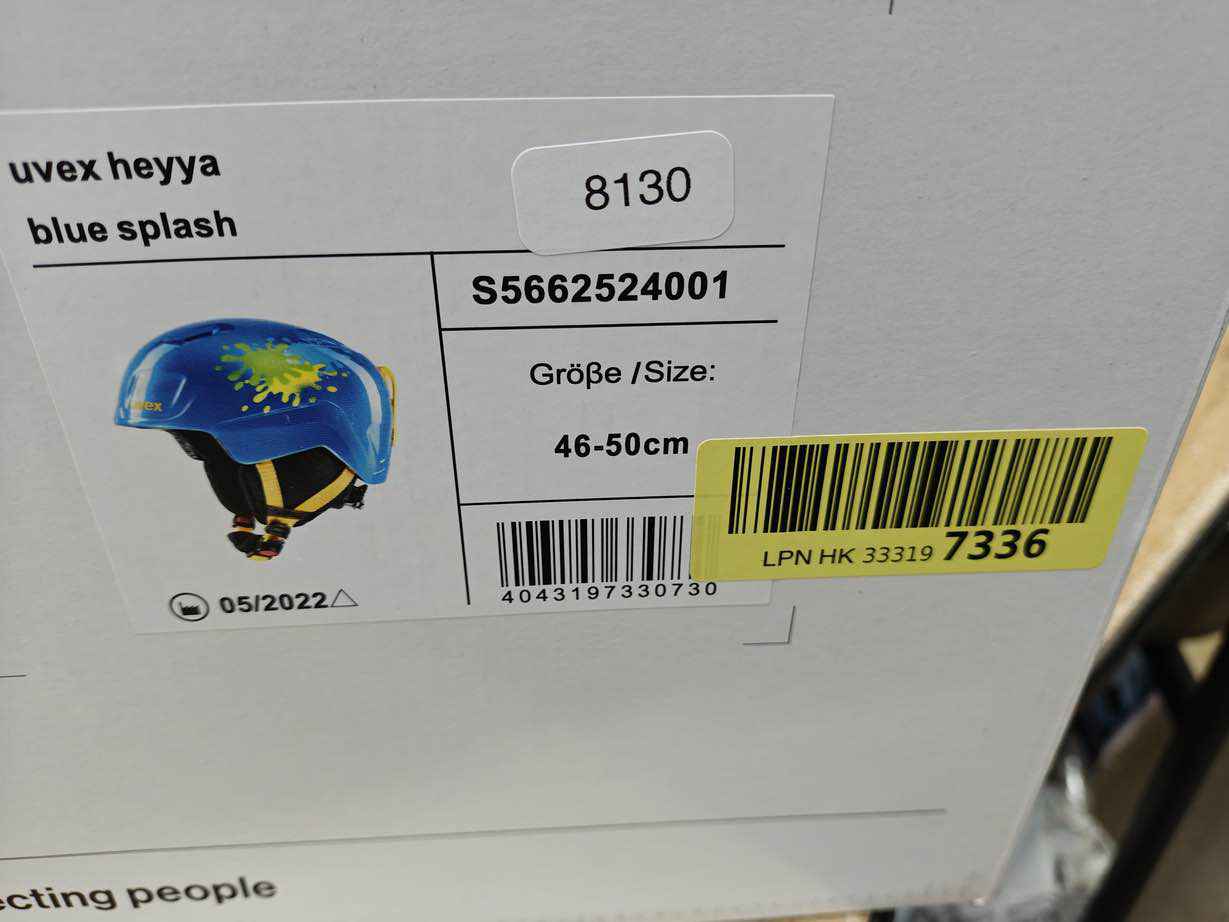 uvex heyya
8130
blue splash
S5662524001
Größe /Size:
46-50cm
uvex
LPN HK 33319 7336
4043197330730
05/2022
ecting people